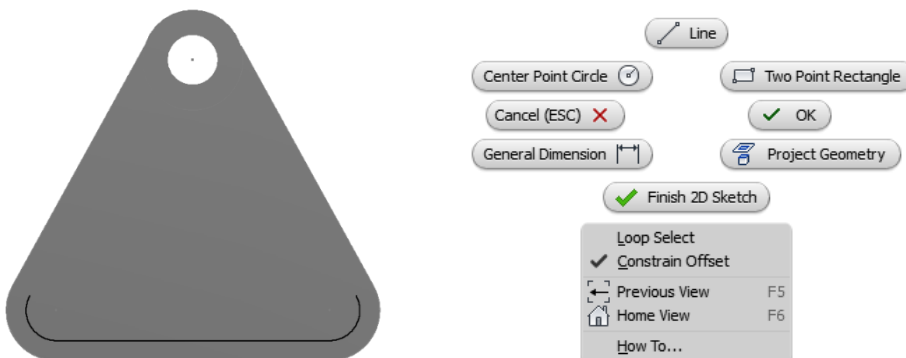 Line
Center Point Circle
Two Point Rectangle
Cancel (ESC)
OK
General Dimension
Project Geometry
Finish 2D Sketch
Loop Select
Constrain Offset
Previous View F5
Home View F6
How To...